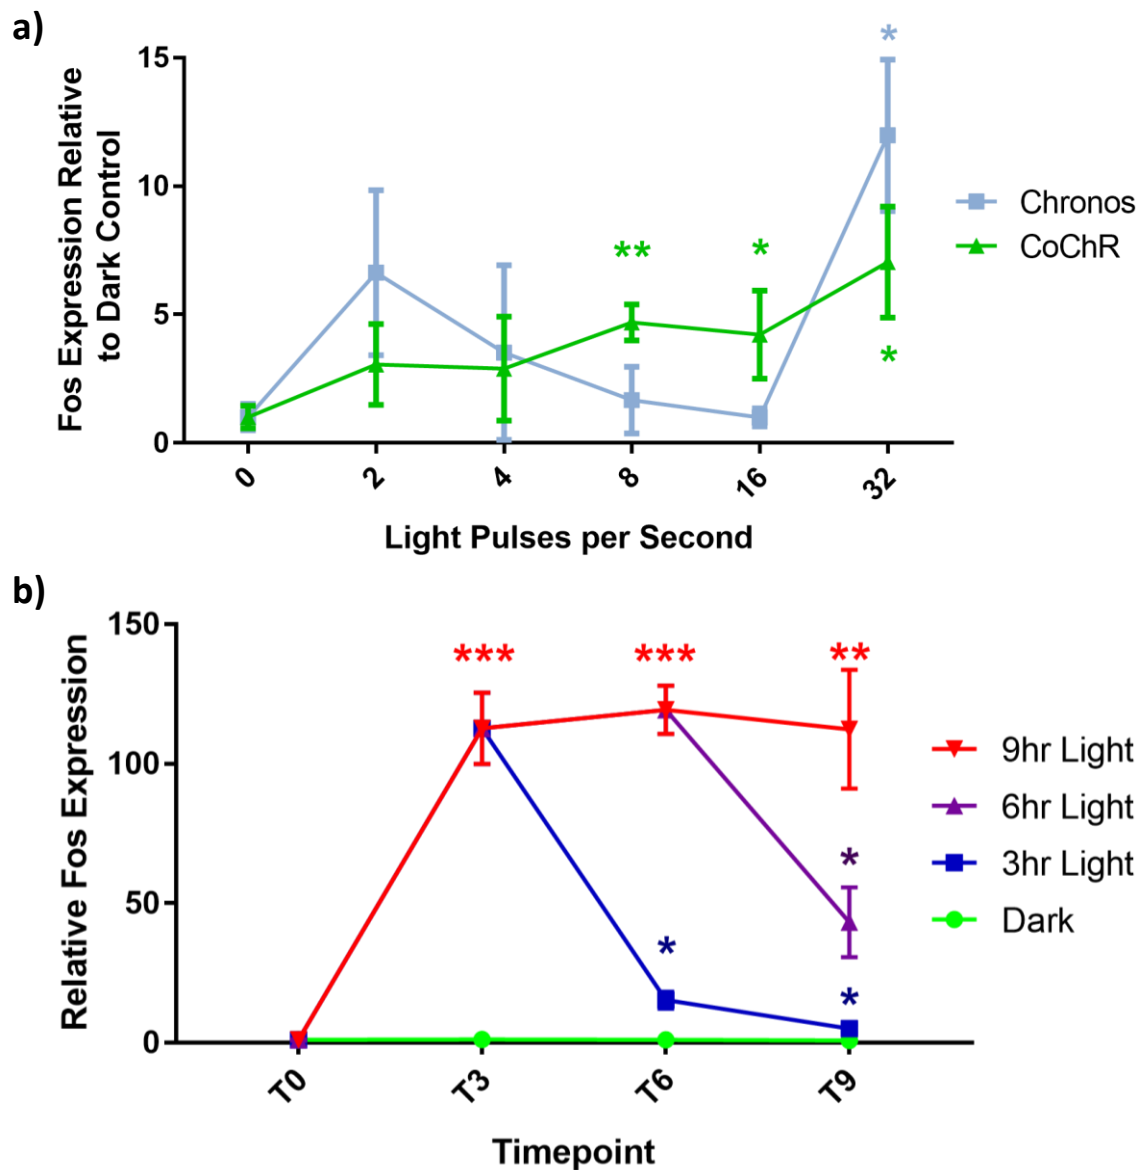 a)
Fos Expression Relative
to Dark Control
15
10
5
0
*
**
*
*
0
2
4
8
16
32
Light Pulses per Second
Chronos
CoChR
b)
Relative Fos Expression
150
100
50
0
***
***
**
*
*
*
T0
T3
T6
T9
Timepoint
9hr Light
6hr Light
3hr Light
Dark